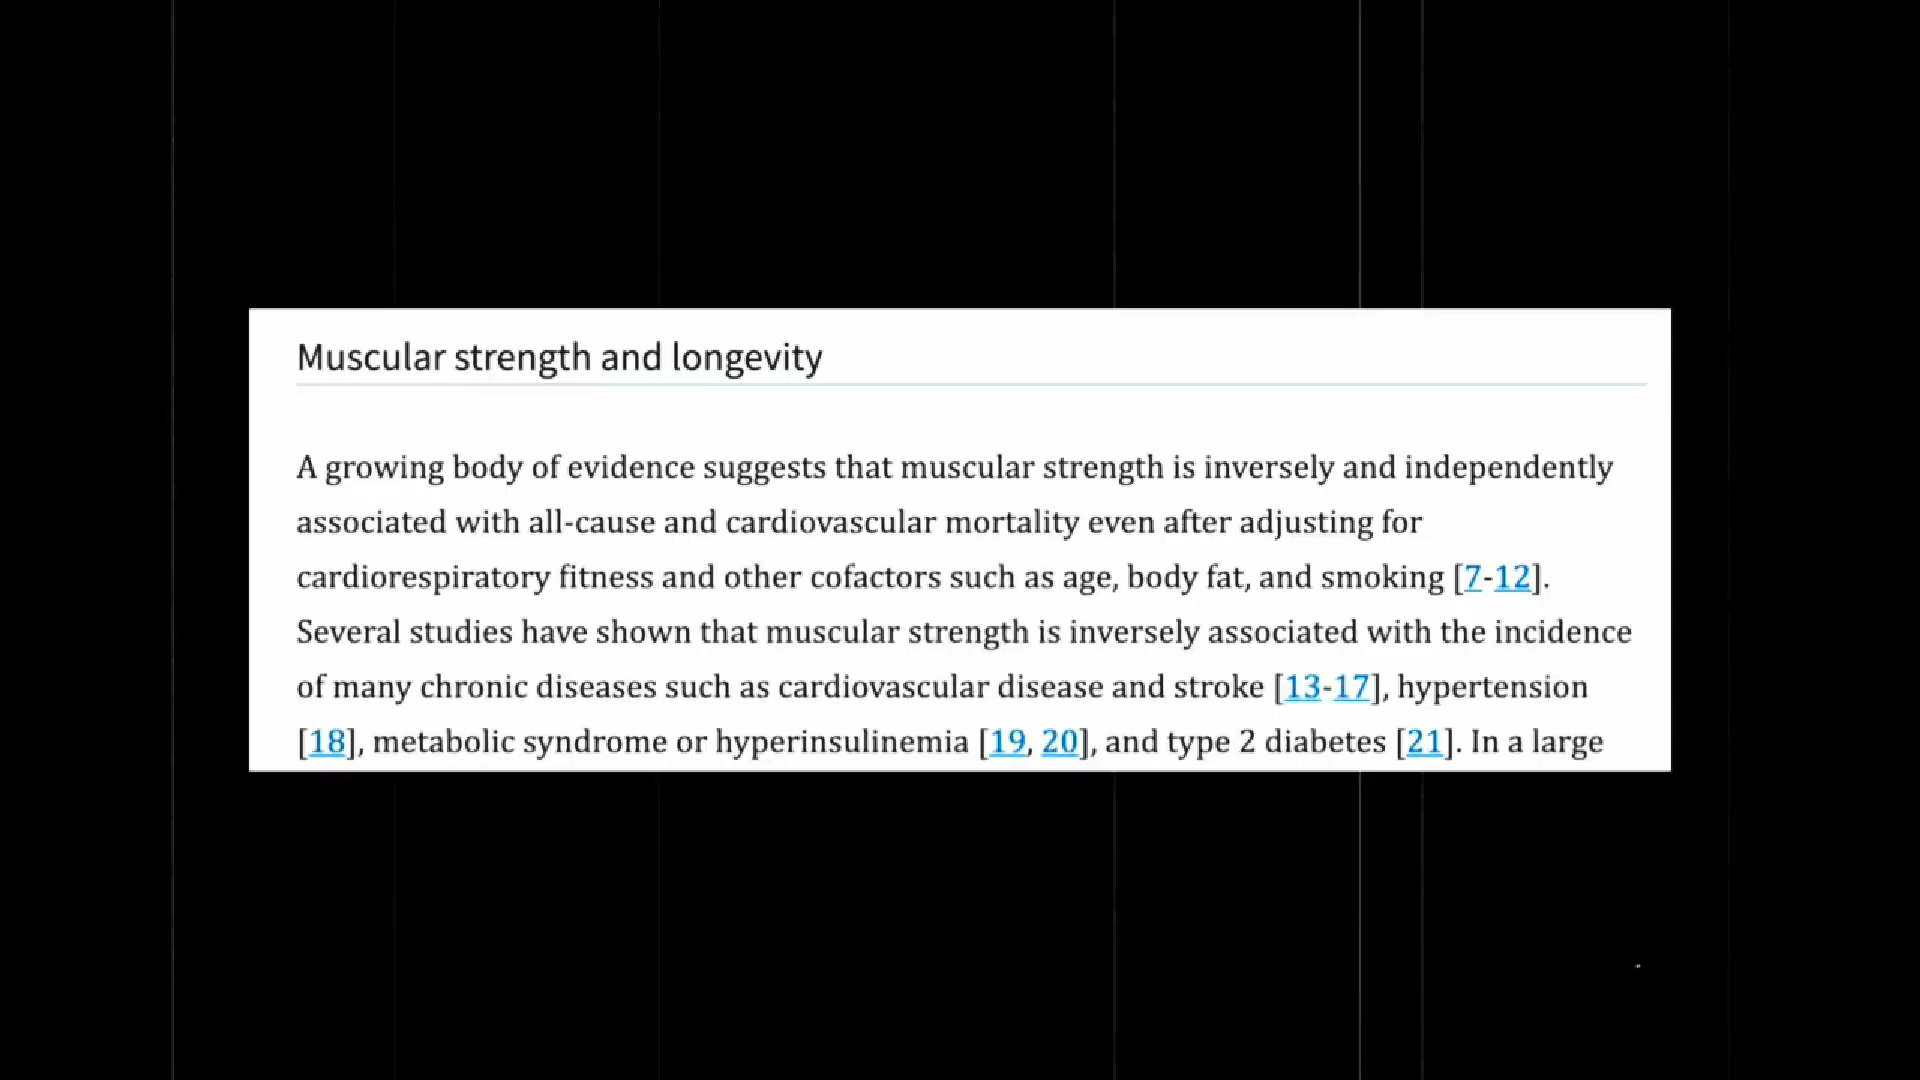 Muscular strength and longevity
A growing body of evidence suggests that muscular strength is inversely and independently
associated with all-cause and cardiovascular mortality even after adjusting for
cardiorespiratory fitness and other cofactors such as age, body fat, and smoking [7-12].
Several studies have shown that muscular strength is inversely associated with the incidence
of many chronic diseases such as cardiovascular disease and stroke [13-17], hypertension
[18], metabolic syndrome or hyperinsulinemia [19, 20], and type 2 diabetes [21]. In a large